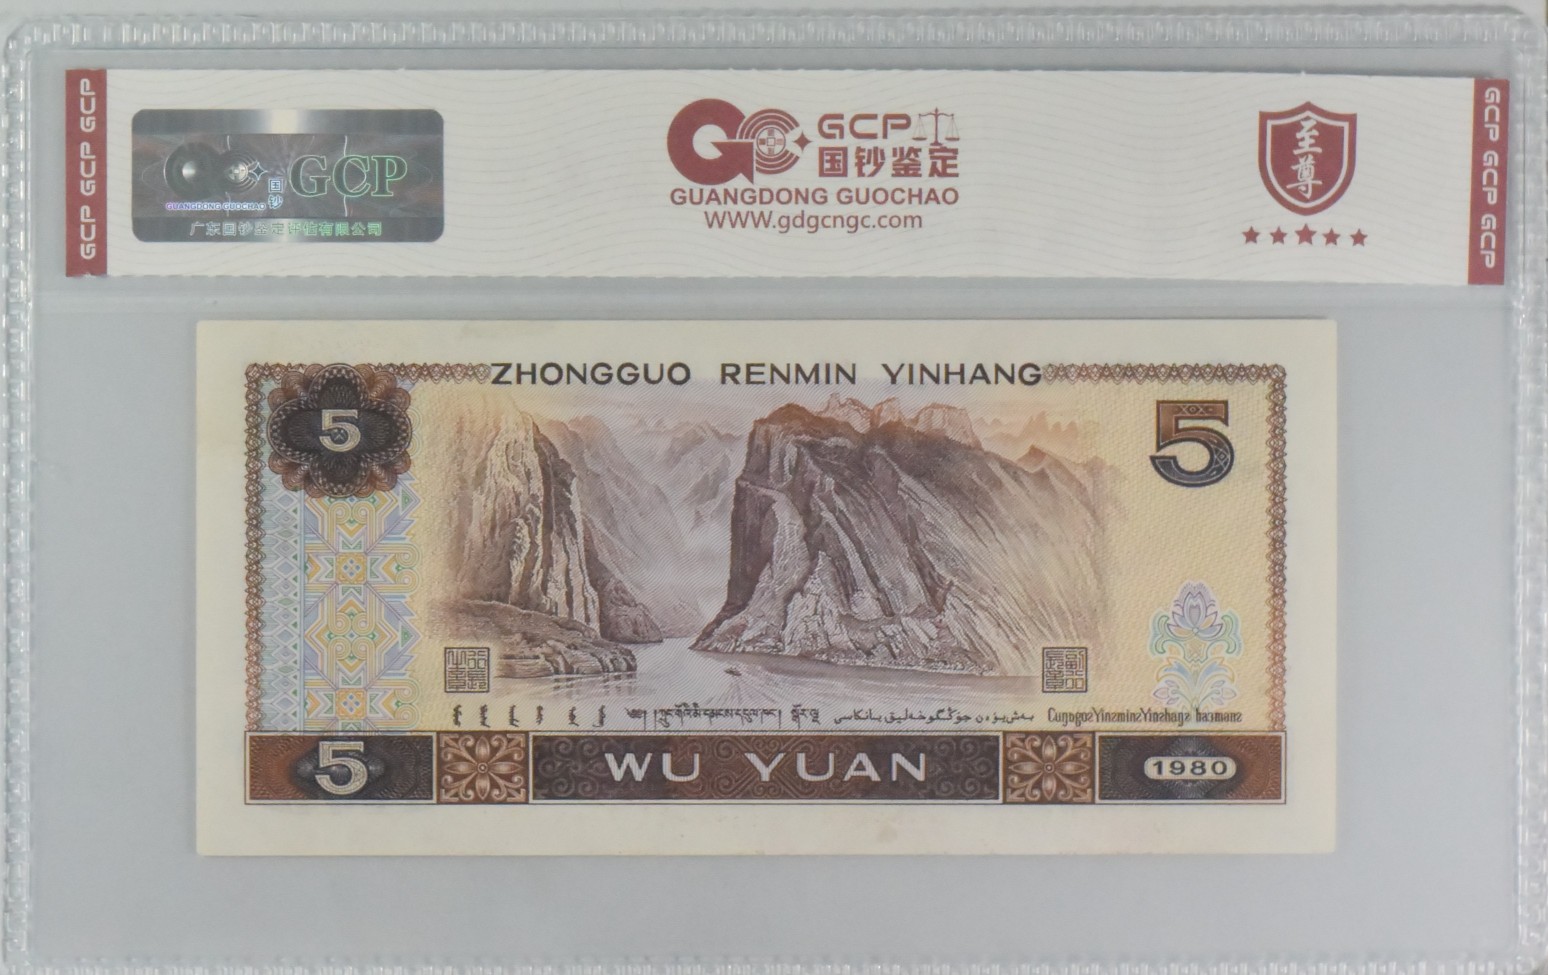 GCP GCP GCP
国钞
GCP
GUANGDONG GUOCHAO
广东国钞鉴定评估有限公司
GCP
国钞鉴定
GUANGDONG GUOCHAO
WWW.gdgcngc.com
至尊
GCP GCP GCP
ZHONGGUO RENMIN YINHANG
5
5
5
WU YUAN
1980